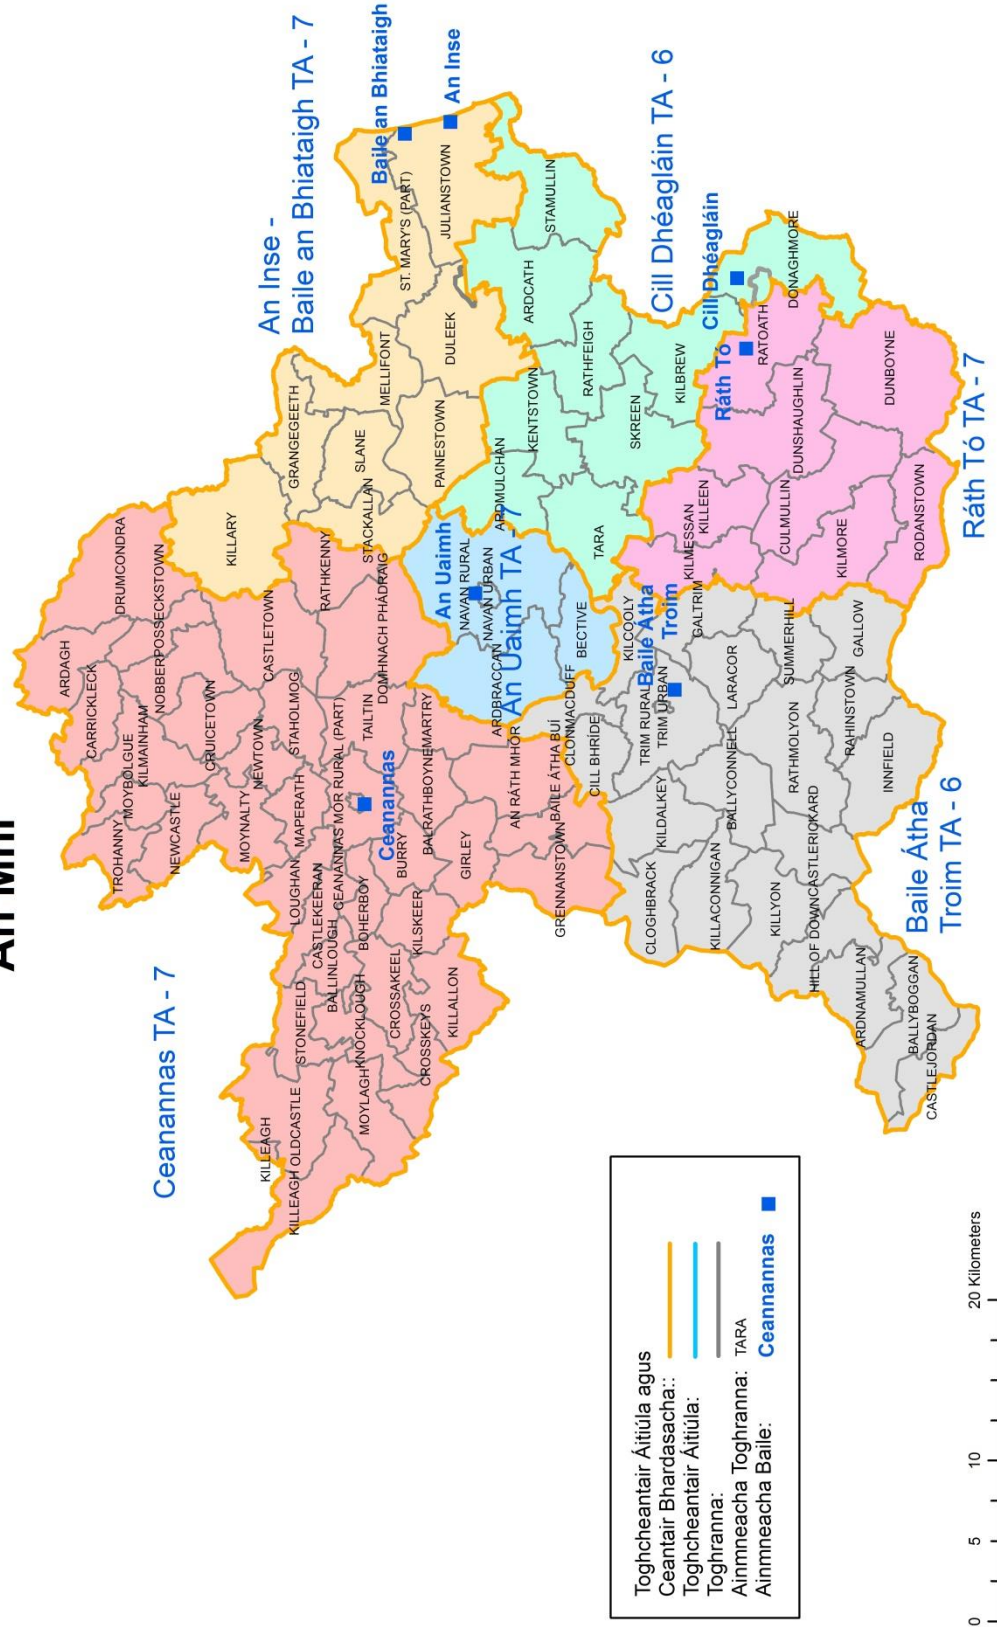 Ceanannas TA - 7
An Inse -
Baile an Bhiataigh TA - 7
Cill Dhéagláin TA - 6
Ráth Tó TA - 7
Baile Átha
Troim TA - 6
An Uaimh TA - 7
Baile an Bhiataigh
An Inse
Cill Dhéagláin
Ráth Tó
An Uaimh
Baile Átha
Troim
Ceanannas
ARDAGH
DRUMCONDRA
CARRICKLECK
TROHANNY
MOYBOLGUE
KILMAINHAM
NOBBER
POSSECKSTOWN
NEWCASTLE
CRUICETOWN
KILLARY
MOYNALTY
NEWTOWN
CASTLETOWN
KILLEAGH
KILLEAGH
OLDCASTLE
STONEFIELD
LOUGHAN
MAPERATH
STAHOLMOG
RATHKENNY
GRANGEGEETH
CASTLEKEERAN
BALLINLOUGH
CEANANNAS MOR RURAL (PART)
TAILTIN
DOMHNACH PHÁDRAIG
STACKALLAN
SLANE
MELLIFONT
ST. MARY'S (PART)
MOYLAGH
KNOCKLOUGH
BOHERBOY
CROSSAKEEL
KILSKEER
BURRY
BALRATHBOYNE
MARTRY
CROSSKEYS
KILLALLON
GIRLEY
PAINESTOWN
DULEEK
JULIANSTOWN
AN RÁTH MHÓR
ARDBRACCAN
NAVAN RURAL
NAVAN URBAN
ARDMULCHAN
KENTSTOWN
ARDCATH
STAMULLIN
GRENNANSTOWN
BAILE ÁTHA BUÍ
CLONMACDUFF
BECTIVE
TARA
RATHFEIGH
CILL BHRÍDE
KILCOOLY
SKREEN
KILBREW
CLOGHBRACK
KILDALKEY
TRIM RURAL
TRIM URBAN
GALTRIM
KILMESSAN
KILLEEN
RATOATH
DONAGHMORE
KILLACONNIGAN
BALLYCONNELL
LARACOR
KILLYON
RATHMOLYON
SUMMERHILL
CULMULLIN
DUNSHAUGHLIN
HILL OF DOWN
CASTLERICKARD
RAHINSTOWN
GALLOW
KILMORE
DUNBOYNE
ARDNAMULLAN
INNFIELD
RODANSTOWN
BALLYBOGGAN
CASTLEJORDAN
Toghcheantair Áitiúla agus
Ceantair Bhardasacha::
Toghcheantair Áitiúla:
Toghranna:
Ainmneacha Toghranna: TARA
Ainmneacha Baile: Ceannannas
0 5 10 20 Kilometers